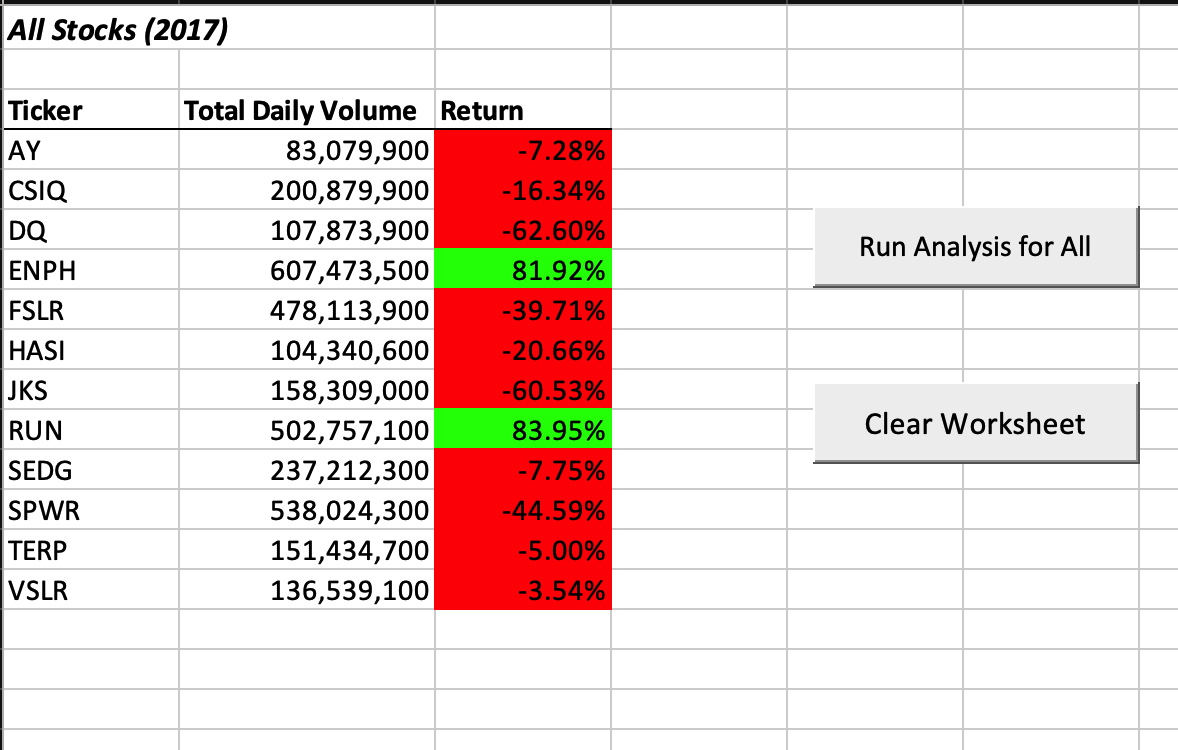 All Stocks (2017)
Ticker Total Daily Volume Return
AY 83,079,900 -7.28%
CSIQ 200,879,900 -16.34%
DQ 107,873,900 -62.60%
Run Analysis for All
ENPH 607,473,500 81.92%
FSLR 478,113,900 -39.71%
HASI 104,340,600 -20.66%
JKS 158,309,000 -60.53%
RUN 502,757,100 83.95%
Clear Worksheet
SEDG 237,212,300 -7.75%
SPWR 538,024,300 -44.59%
TERP 151,434,700 -5.00%
VSLR 136,539,100 -3.54%